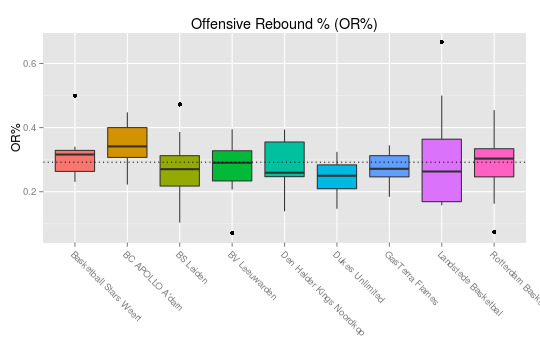 Offensive Rebound % (OR%)
OR%
0.6
0.4
0.2
Basketball Stars Weert
BC APOLLO A'dam
BS Leiden
BV Leeuwarden
Den Helder Kings Noordkop
Dukes Unlimited
GasTerra Flames
Landstede Basketbal
Rotterdam Baske